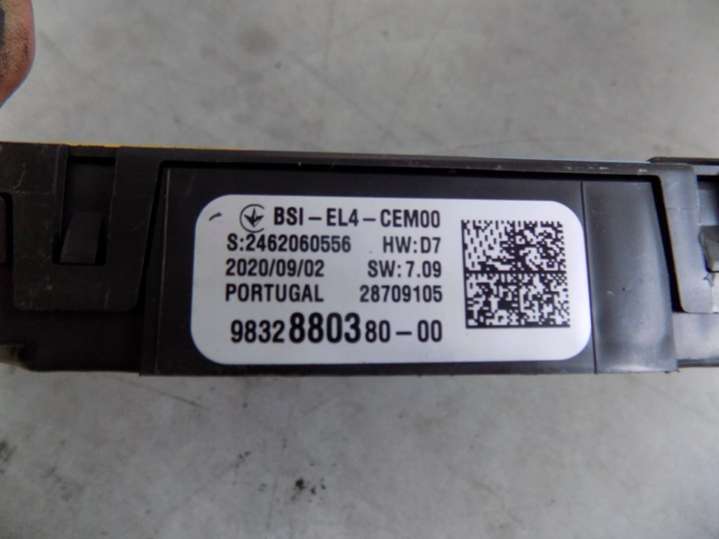 BSI-EL4-CEM00
S:2462060556 HW:D7
2020/09/02 SW:7.09
PORTUGAL 28709105
9832880380-00